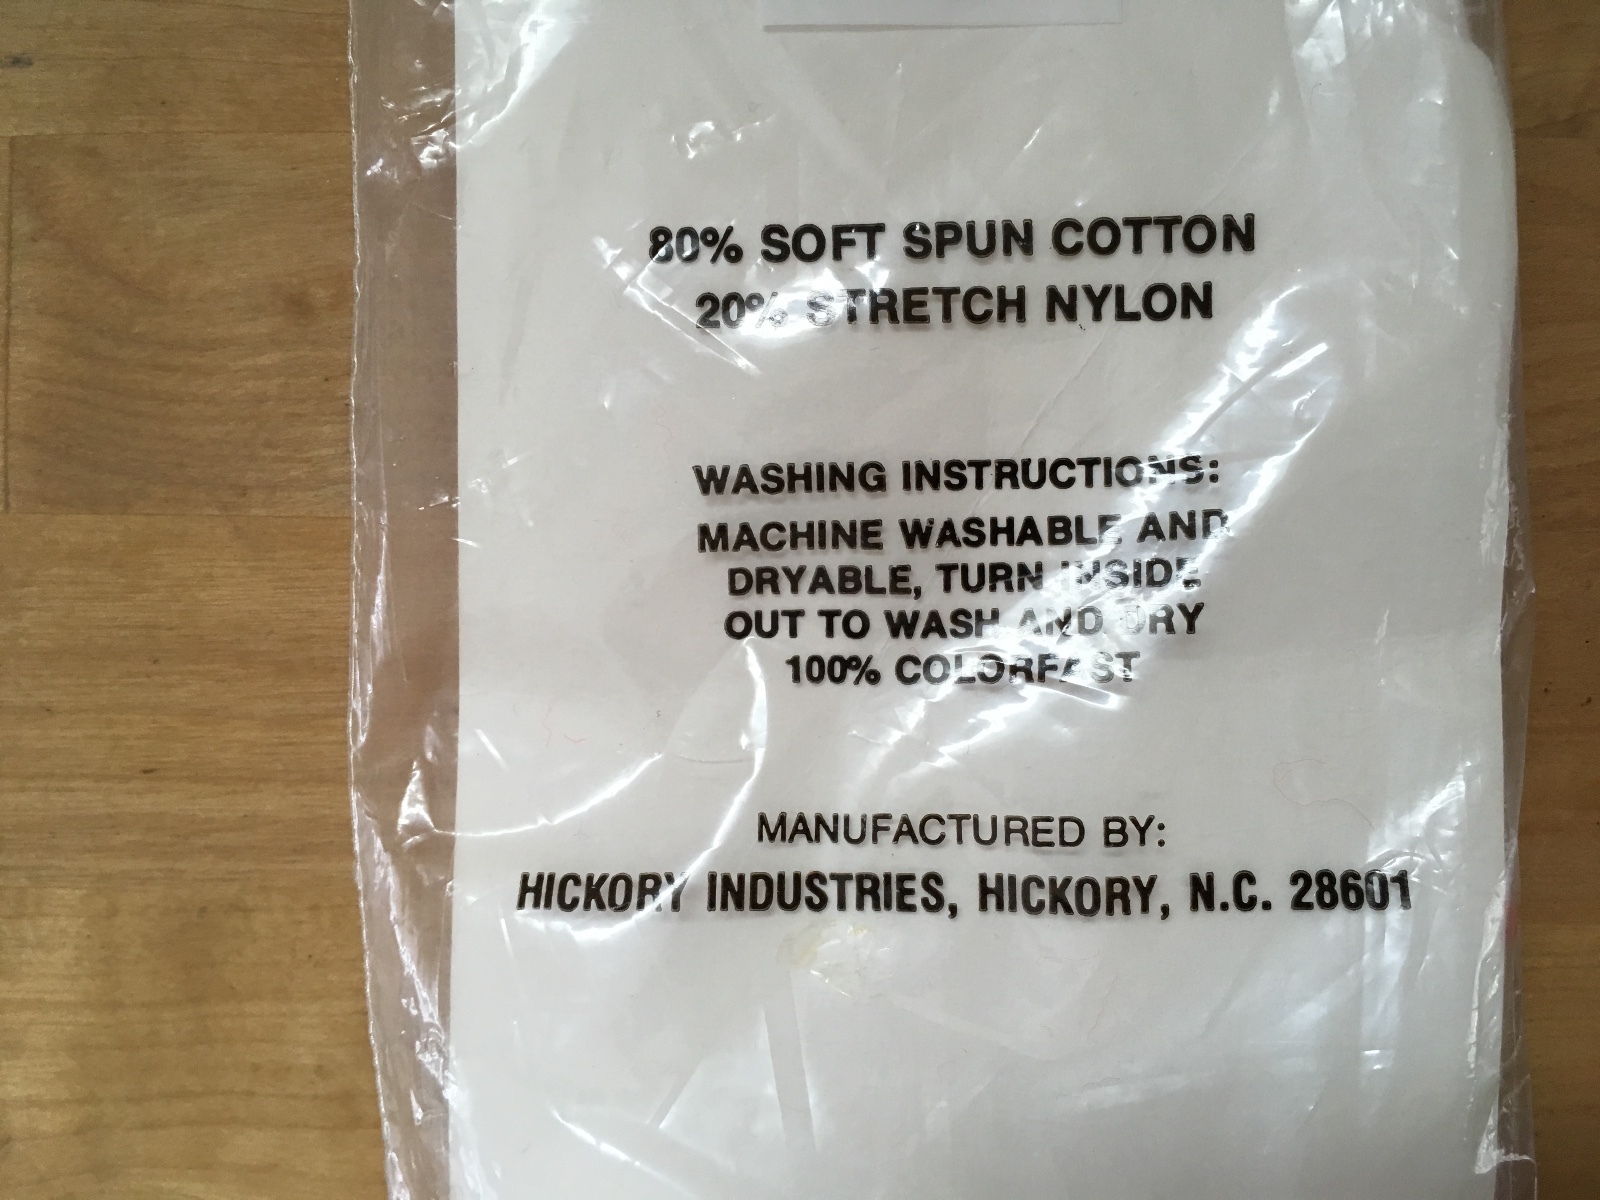 80% SOFT SPUN COTTON
20% STRETCH NYLON
WASHING INSTRUCTIONS:
MACHINE WASHABLE AND
DRYABLE, TURN INSIDE
OUT TO WASH AND DRY
100% COLORFAST
MANUFACTURED BY:
HICKORY INDUSTRIES, HICKORY, N.C. 28601